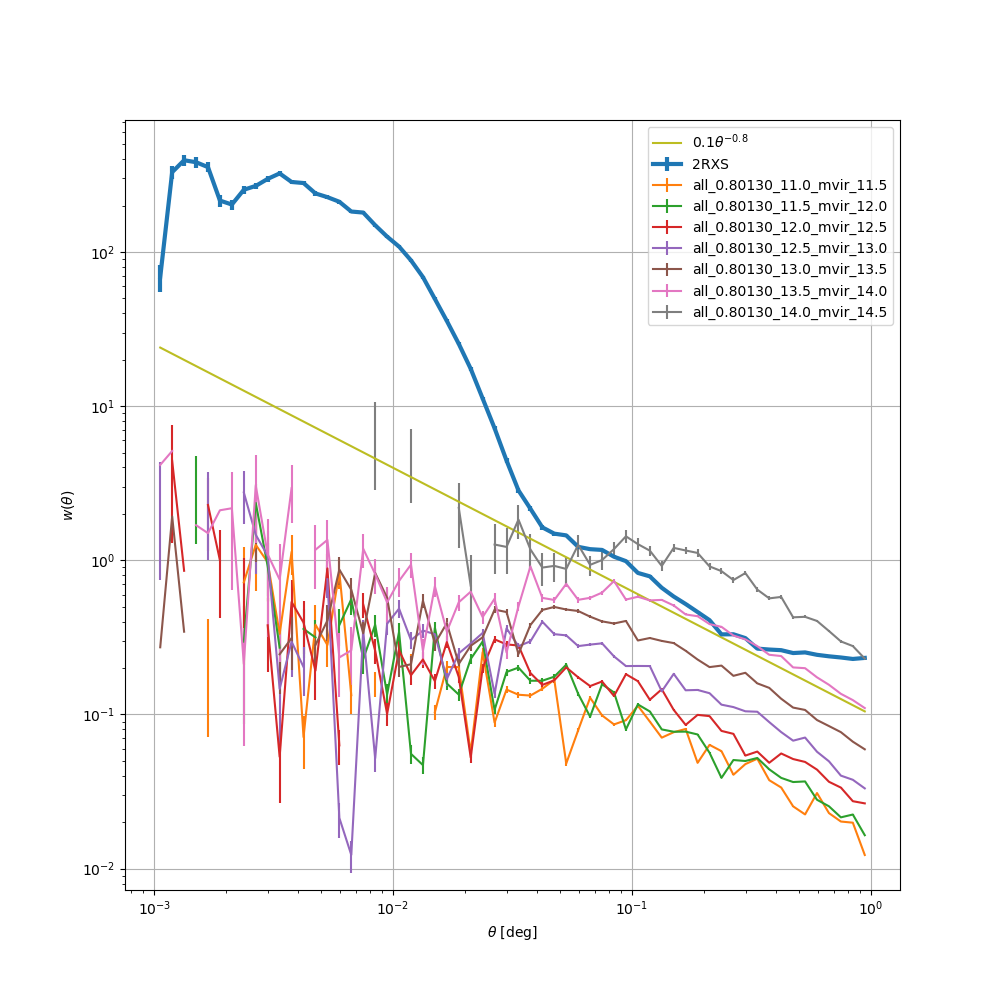 0.1θ^{-0.8}
2RXS
all_0.80130_11.0_mvir_11.5
all_0.80130_11.5_mvir_12.0
all_0.80130_12.0_mvir_12.5
all_0.80130_12.5_mvir_13.0
all_0.80130_13.0_mvir_13.5
all_0.80130_13.5_mvir_14.0
all_0.80130_14.0_mvir_14.5
10^{2}
10^{1}
10^{0}
10^{-1}
10^{-2}
w(θ)
10^{-3} 10^{-2} 10^{-1} 10^{0}
θ [deg]